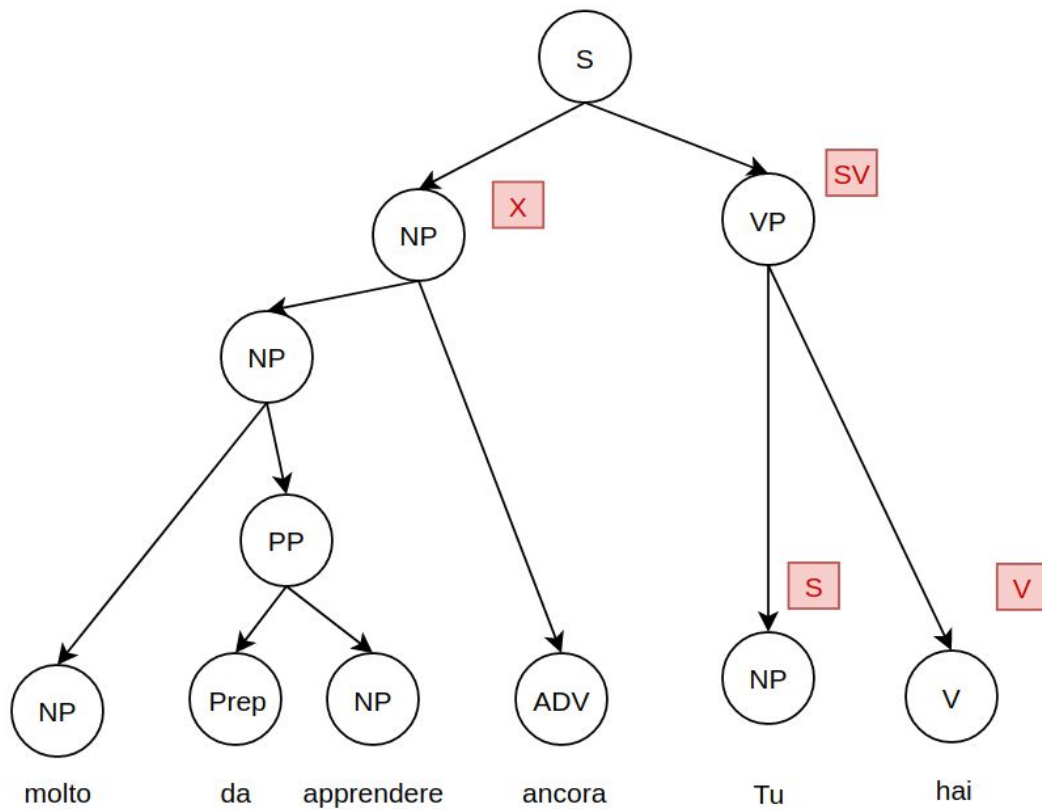 S
SV
X
NP
VP
NP
PP
S
V
NP
Prep
NP
ADV
NP
V
molto da apprendere ancora Tu hai